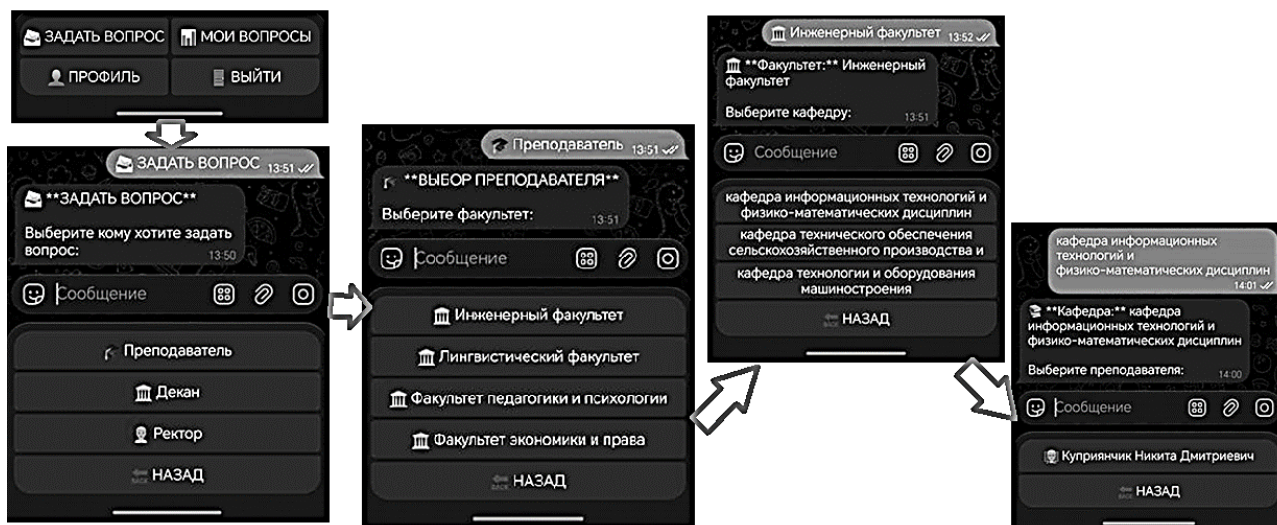 ЗАДАТЬ ВОПРОС
МОИ ВОПРОСЫ
ПРОФИЛЬ
ВЫЙТИ
ЗАДАТЬ ВОПРОС 13:51
**ЗАДАТЬ ВОПРОС**
Выберите кому хотите задать
вопрос: 13:50
Сообщение
Преподаватель
Декан
Ректор
НАЗАД
Преподаватель 13:51
**ВЫБОР ПРЕПОДАВАТЕЛЯ**
Выберите факультет: 13:51
Сообщение
Инженерный факультет
Лингвистический факультет
Факультет педагогики и психологии
Факультет экономики и права
НАЗАД
Инженерный факультет 13:52
**Факультет:** Инженерный
факультет
Выберите кафедру: 13:51
Сообщение
кафедра информационных технологий и
физико-математических дисциплин
кафедра технического обеспечения
сельскохозяйственного производства и
кафедра технологии и оборудования
машиностроения
НАЗАД
кафедра информационных
технологий и
физико-математических дисциплин
14:01
**Кафедра:** кафедра
информационных технологий и
физико-математических дисциплин
Выберите преподавателя: 14:00
Сообщение
Куприянчик Никита Дмитриевич
НАЗАД